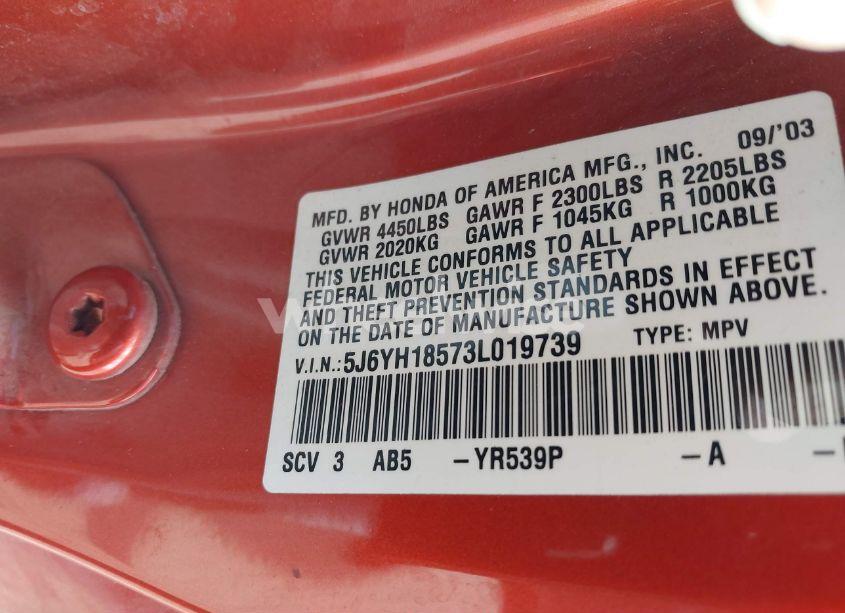 MFD. BY HONDA OF AMERICA MFG., INC. 09/'03
GVWR 4450LBS GAWR F 2300LBS R 2205LBS
GVWR 2020KG GAWR F 1045KG R 1000KG
THIS VEHICLE CONFORMS TO ALL APPLICABLE
FEDERAL MOTOR VEHICLE SAFETY
AND THEFT PREVENTION STANDARDS IN EFFECT
ON THE DATE OF MANUFACTURE SHOWN ABOVE.
V.I.N.:5J6YH18573L019739 TYPE: MPV
SCV 3 AB5 -YR539P -A